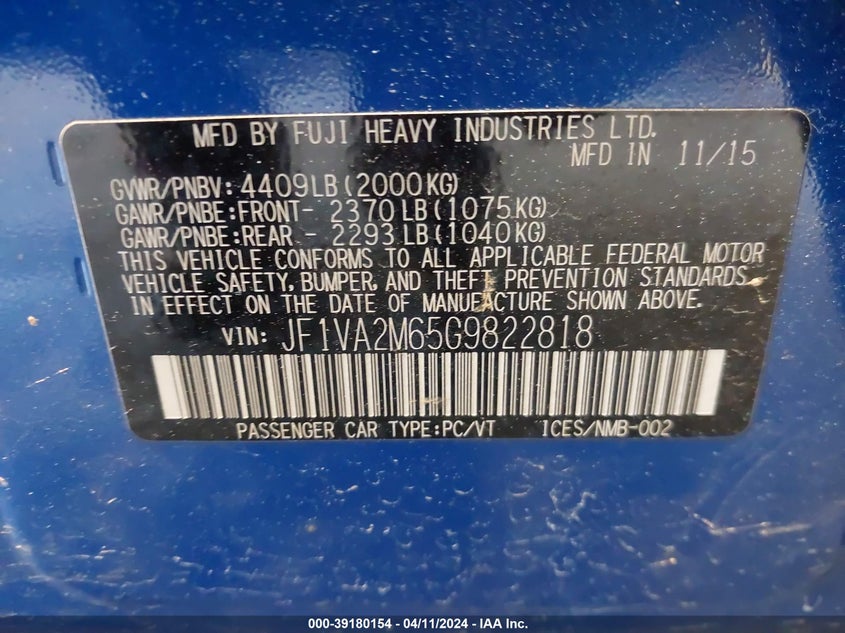 MFD BY FUJI HEAVY INDUSTRIES LTD.
MFD IN 11/15
GVWR/PNBV: 4409LB(2000KG)
GAWR/PNBE:FRONT- 2370LB(1075KG)
GAWR/PNBE:REAR - 2293LB(1040KG)
THIS VEHICLE CONFORMS TO ALL APPLICABLE FEDERAL MOTOR
VEHICLE SAFETY, BUMPER, AND THEFT PREVENTION STANDARDS
IN EFFECT ON THE DATE OF MANUFACTURE SHOWN ABOVE.
VIN: JF1VA2M65G9822818
PASSENGER CAR TYPE:PC/VT ICES/NMB-002
000-39180154 - 04/11/2024 - IAA Inc.